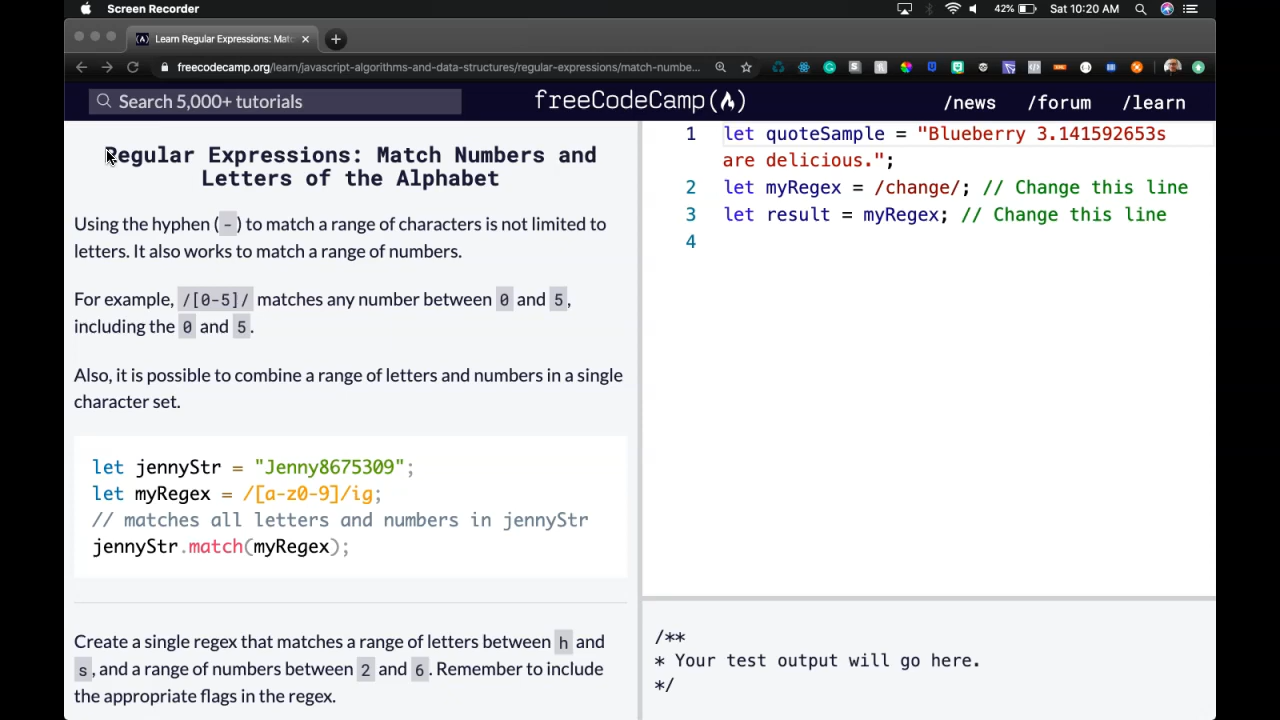 Screen Recorder
42%
Sat 10:20 AM
Learn Regular Expressions: Mat
freecodecamp.org/learn/javascript-algorithms-and-data-structures/regular-expressions/match-numbe...
Search 5,000+ tutorials
freeCodeCamp
/news
/forum
/learn
Regular Expressions: Match Numbers and
Letters of the Alphabet
Using the hyphen ( - ) to match a range of characters is not limited to
letters. It also works to match a range of numbers.
For example, /[0-5]/ matches any number between 0 and 5,
including the 0 and 5.
Also, it is possible to combine a range of letters and numbers in a single
character set.
let jennyStr = "Jenny8675309";
let myRegex = /[a-z0-9]/ig;
// matches all letters and numbers in jennyStr
jennyStr.match(myRegex);
Create a single regex that matches a range of letters between h and
s, and a range of numbers between 2 and 6. Remember to include
the appropriate flags in the regex.
1 let quoteSample = "Blueberry 3.141592653s
are delicious.";
2 let myRegex = /change/; // Change this line
3 let result = myRegex; // Change this line
4
/**
* Your test output will go here.
*/